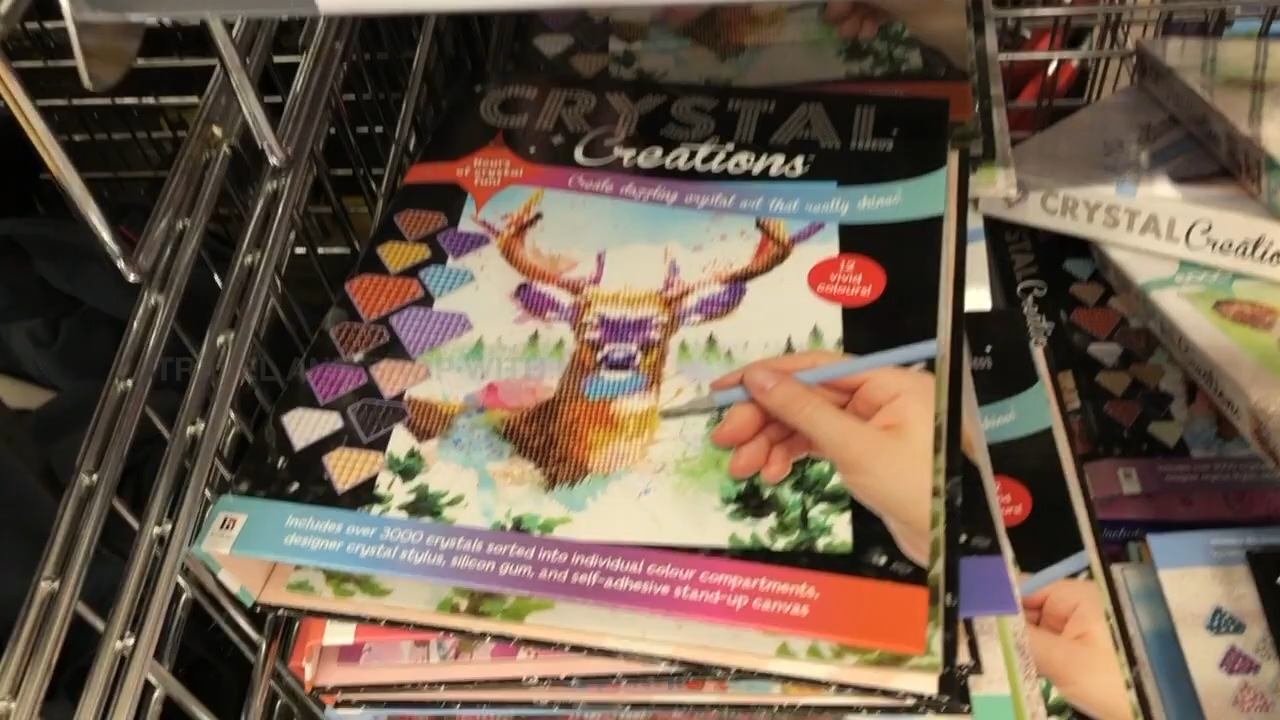 CRYSTAL
Creations
Hours
of crystal
fun!
Create dazzling crystal art that really shines!
12
vivid
colours!
CRYSTAL Creatio
Includes over 3000 crystals sorted into individual colour compartments,
designer crystal stylus, silicon gum, and self-adhesive stand-up canvas